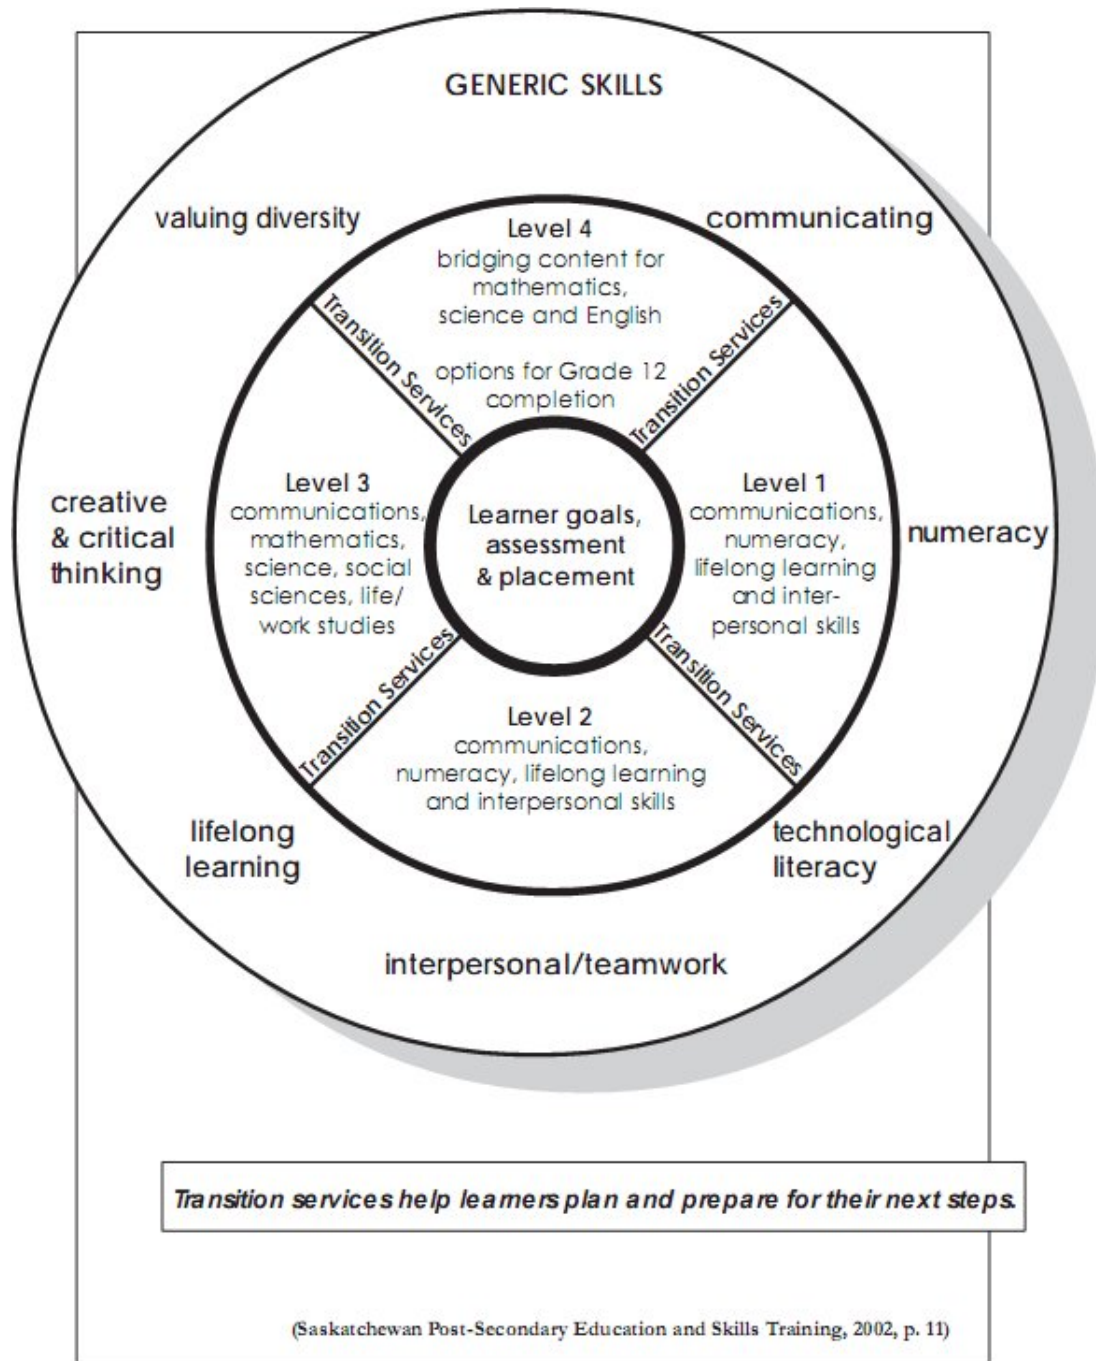 GENERIC SKILLS
valuing diversity
communicating
Level 4
bridging content for
mathematics,
science and English
options for Grade 12
completion
Transition Services
Transition Services
creative
& critical
thinking
Level 3
communications,
mathematics,
science, social
sciences, life/
work studies
Learner goals,
assessment
& placement
Level 1
communications,
numeracy,
lifelong learning
and inter-
personal skills
numeracy
Transition Services
Transition Services
Level 2
communications,
numeracy, lifelong learning
and interpersonal skills
lifelong
learning
technological
literacy
interpersonal/teamwork
Transition services help learners plan and prepare for their next steps.
(Saskatchewan Post-Secondary Education and Skills Training, 2002, p. 11)